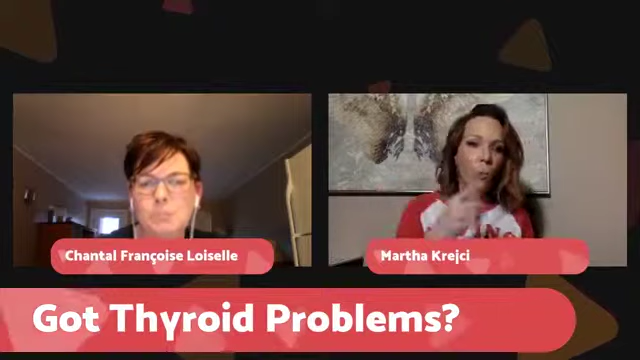 Chantal Françoise Loiselle
Martha Krejci
Got Thyroid Problems?